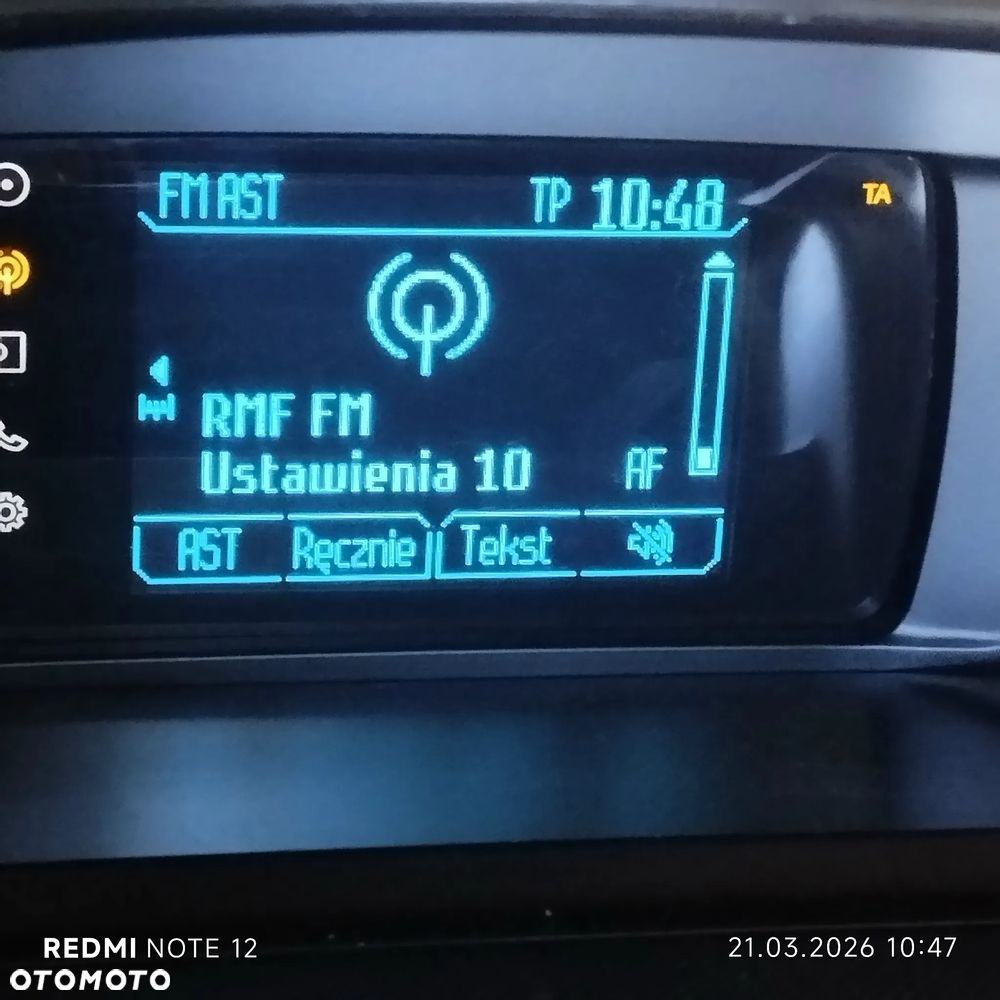 FM AST TP 10:48 TA
RMF FM
Ustawienia 10 AF
AST Ręcznie Tekst
REDMI NOTE 12 21.03.2026 10:47
OTOMOTO